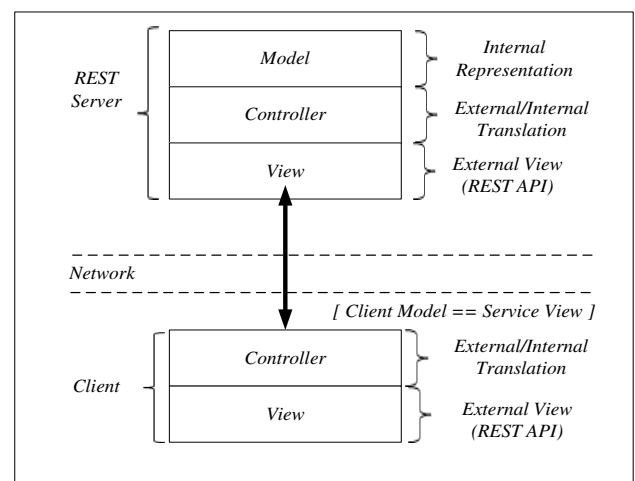 REST
Server
Model
Internal
Representation
Controller
External/Internal
Translation
View
External View
(REST API)
Network
[ Client Model == Service View ]
Client
Controller
External/Internal
Translation
View
External View
(REST API)